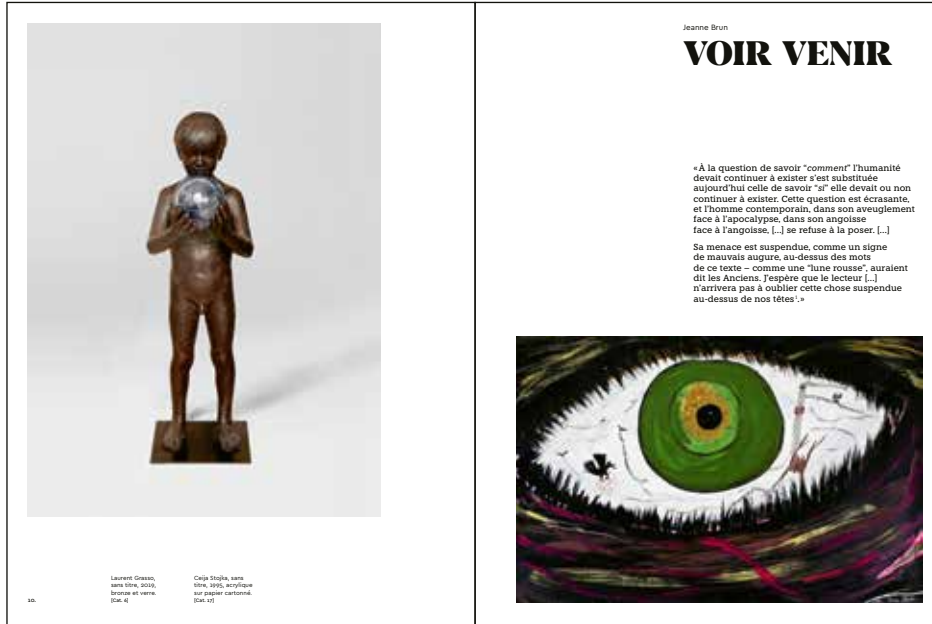 Laurent Grasso,
sans titre, 2019,
bronze et verre.
[Cat. 6]
Ceija Stojka, sans
titre, 1995, acrylique
sur papier cartonné.
[Cat. 17]
10.
Jeanne Brun
VOIR VENIR
«À la question de savoir “comment” l’humanité
devait continuer à exister s’est substituée
aujourd’hui celle de savoir “si” elle devait ou non
continuer à exister. Cette question est écrasante,
et l’homme contemporain, dans son aveuglement
face à l’apocalypse, dans son angoisse
face à l’angoisse, […] se refuse à la poser. […]
Sa menace est suspendue, comme un signe
de mauvais augure, au-dessus des mots
de ce texte – comme une “lune rousse”, auraient
dit les Anciens. J’espère que le lecteur […]
n’arrivera pas à oublier cette chose suspendue
au-dessus de nos têtes¹.»